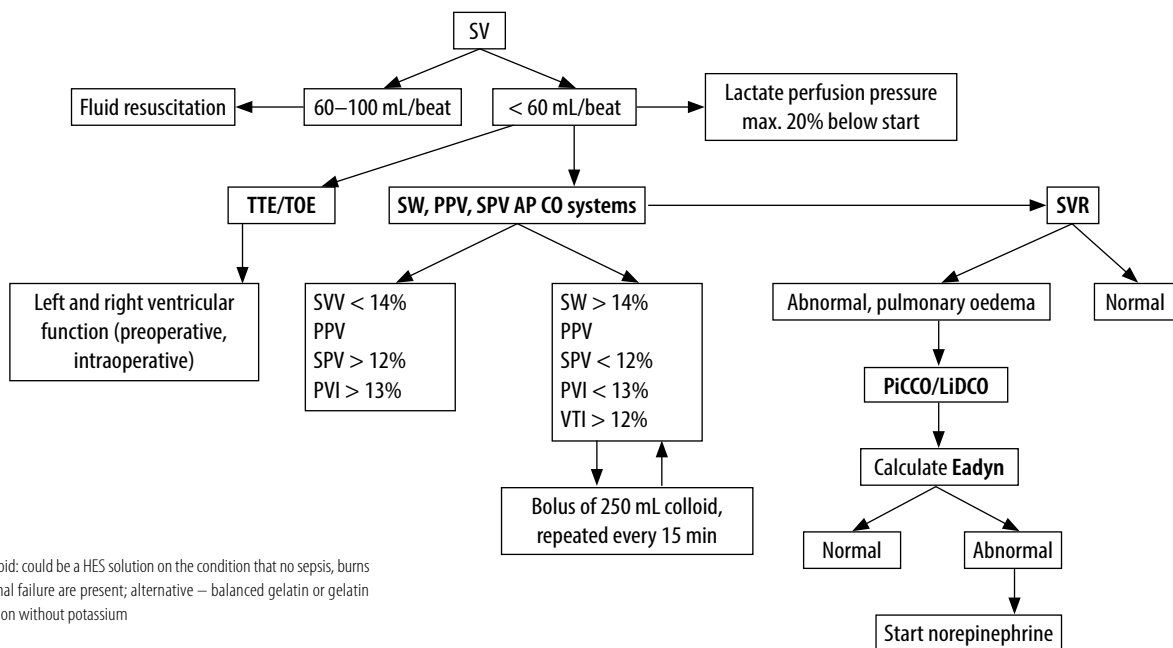 SV
Fluid resuscitation
60–100 mL/beat
< 60 mL/beat
Lactate perfusion pressure
max. 20% below start
TTE/TOE
SW, PPV, SPV AP CO systems
SVR
Left and right ventricular
function (preoperative,
intraoperative)
SVV < 14%
PPV
SPV > 12%
PVI > 13%
SW > 14%
PPV
SPV < 12%
PVI < 13%
VTI > 12%
Abnormal, pulmonary oedema
Normal
PiCCO/LiDCO
Calculate Eadyn
Bolus of 250 mL colloid,
repeated every 15 min
Normal
Abnormal
Start norepinephrine
oid: could be a HES solution on the condition that no sepsis, burns
nal failure are present; alternative – balanced gelatin or gelatin
on without potassium